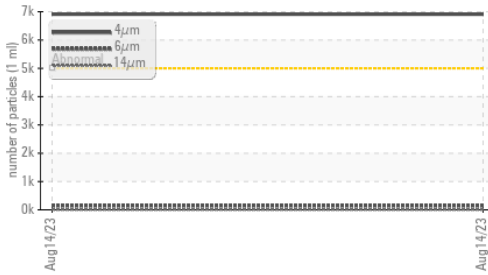 7k
6k
5k
4k
3k
2k
1k
0k
number of particles (1 ml)
4µm
6µm
Abnormal
14µm
Aug14/23
Aug14/23